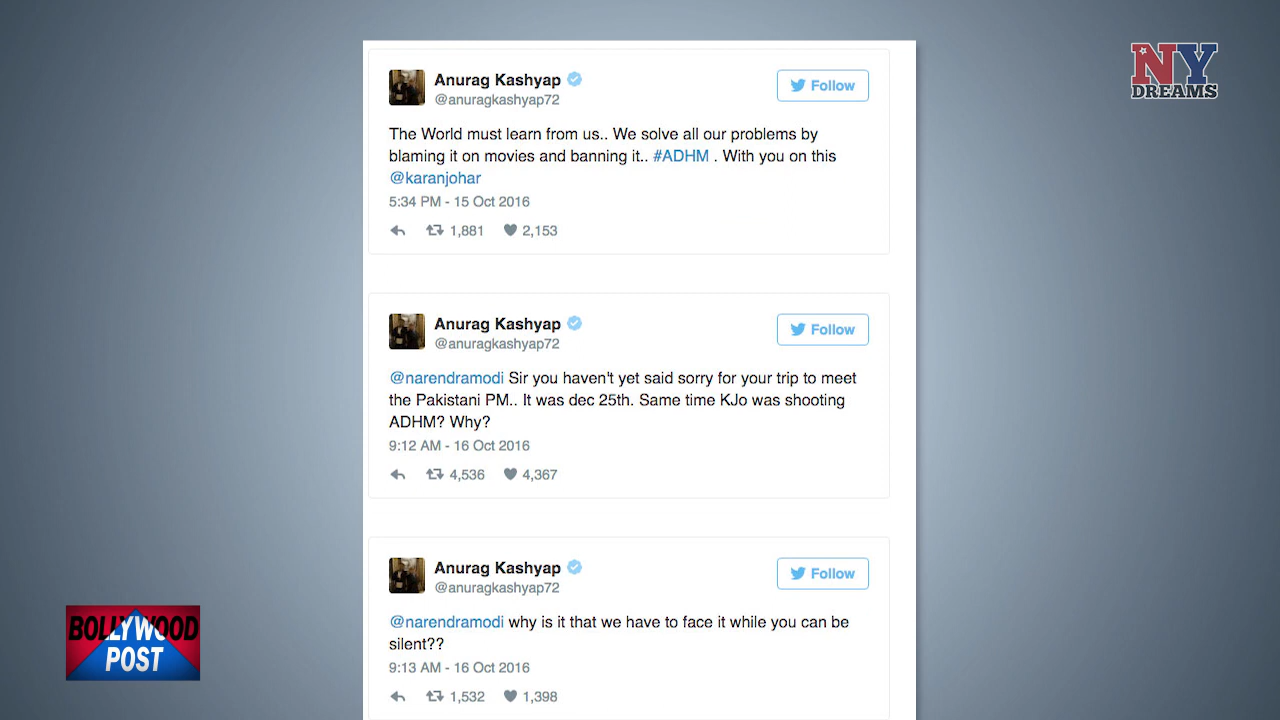 NY
DREAMS
Anurag Kashyap
@anuragkashyap72
Follow
The World must learn from us.. We solve all our problems by
blaming it on movies and banning it.. #ADHM . With you on this
@karanjohar
5:34 PM - 15 Oct 2016
1,881 2,153
Anurag Kashyap
@anuragkashyap72
Follow
@narendramodi Sir you haven't yet said sorry for your trip to meet
the Pakistani PM.. It was dec 25th. Same time KJo was shooting
ADHM? Why?
9:12 AM - 16 Oct 2016
4,536 4,367
Anurag Kashyap
@anuragkashyap72
Follow
@narendramodi why is it that we have to face it while you can be
silent??
9:13 AM - 16 Oct 2016
1,532 1,398
BOLLYWOOD
POST